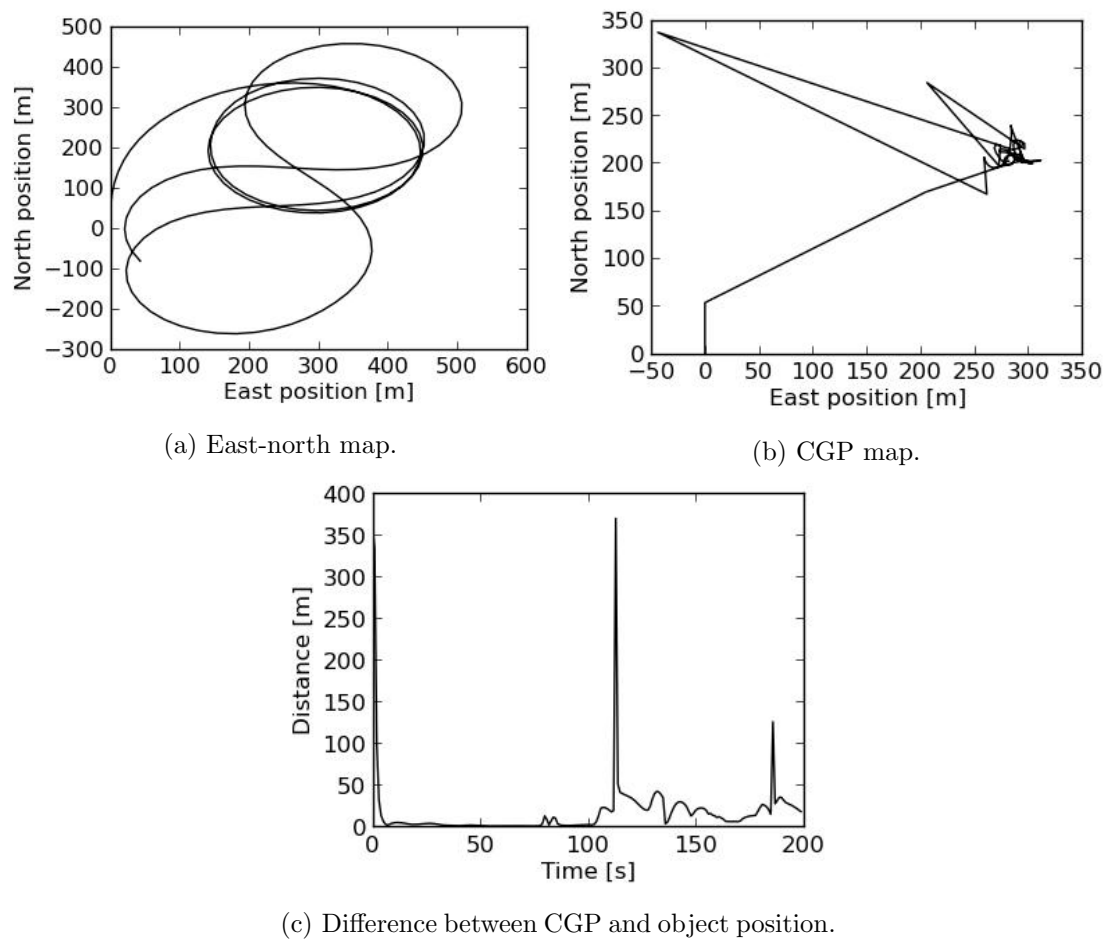 500
400
300
200
100
0
−100
−200
−300
0 100 200 300 400 500 600
North position [m]
East position [m]
(a) East-north map.
350
300
250
200
150
100
50
0
−50 0 50 100 150 200 250 300 350
North position [m]
East position [m]
(b) CGP map.
400
350
300
250
200
150
100
50
0
0 50 100 150 200
Distance [m]
Time [s]
(c) Difference between CGP and object position.